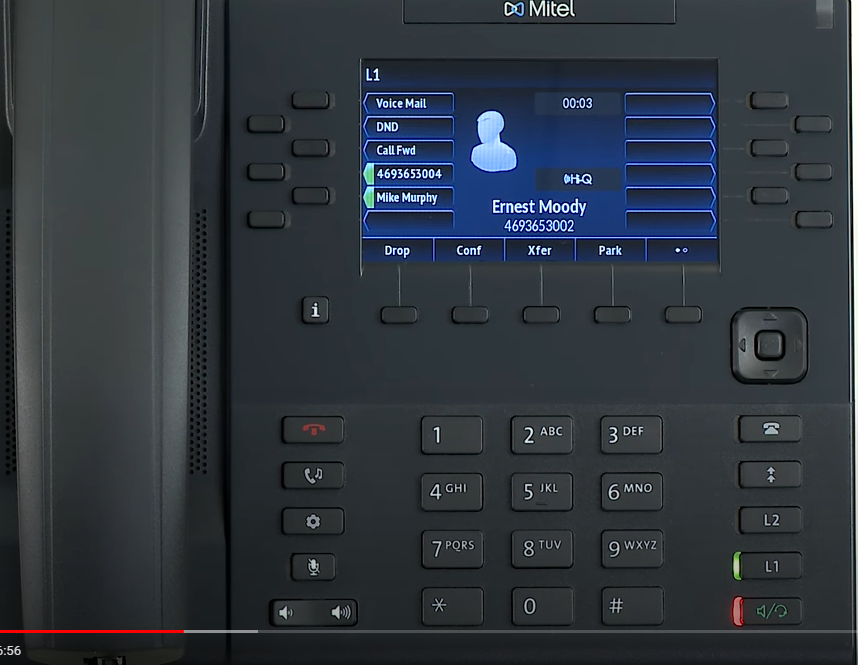 Mitel
L1
Voice Mail
00:03
DND
Call Fwd
4693653004
Mike Murphy
Ernest Moody
4693653002
Drop Conf Xfer Park
i
1 2 ABC 3 DEF
4 GHI 5 JKL 6 MNO
L2
7 PQRS 8 TUV 9 WXYZ
L1
* 0 #
6:56